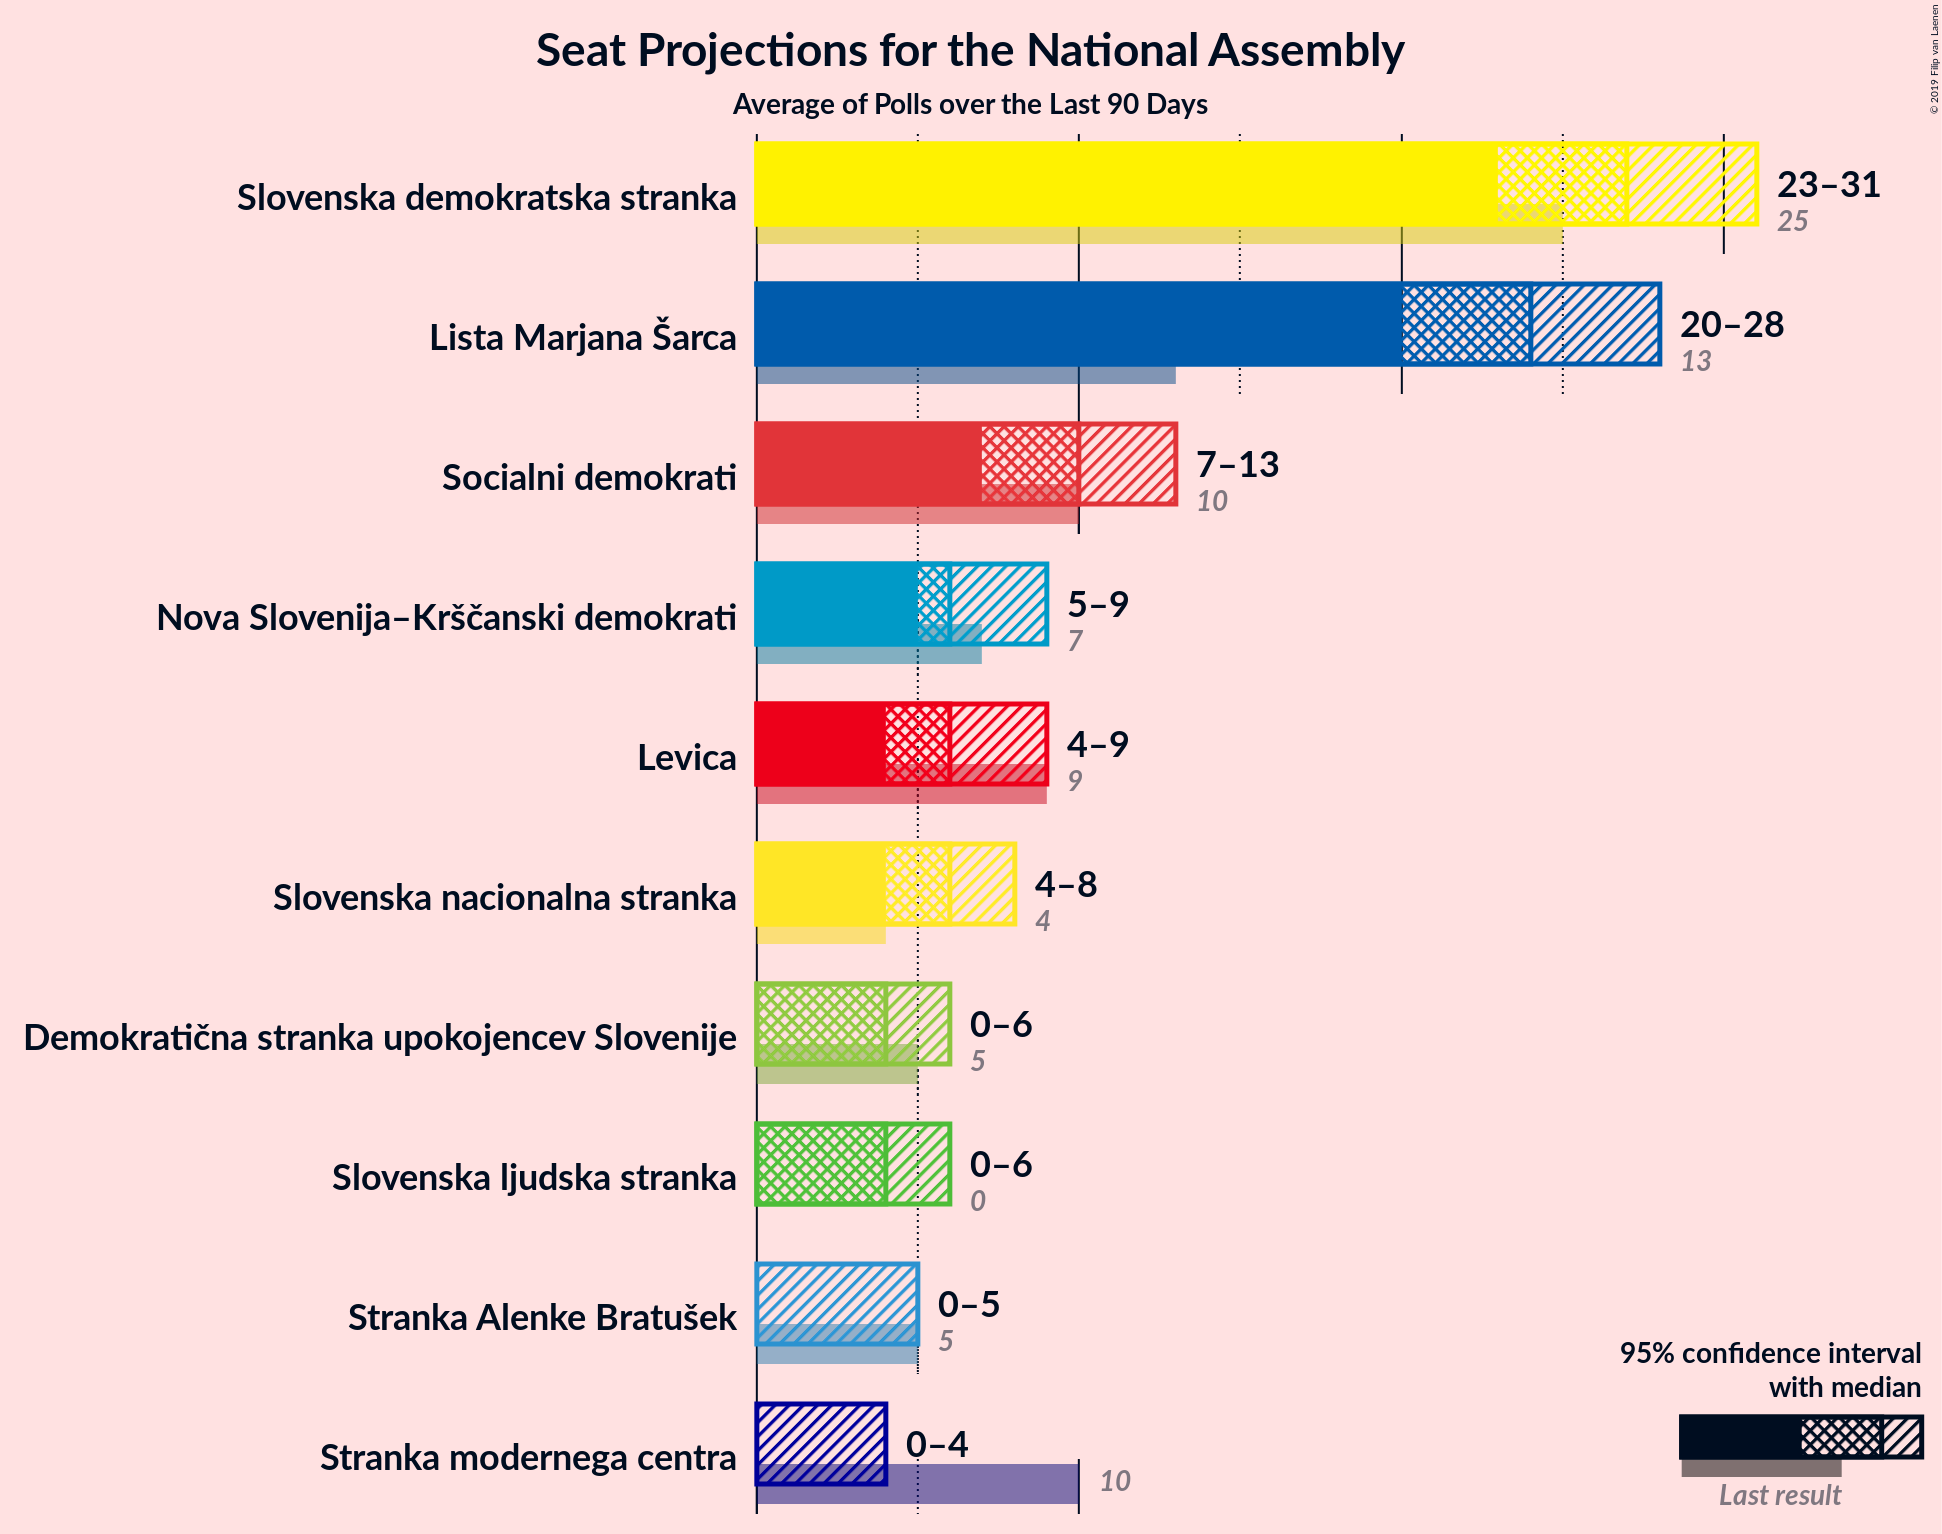 Seat Projections for the National Assembly
Average of Polls over the Last 90 Days
© 2019 Filip van Laenen
Slovenska demokratska stranka
23–31
25
Lista Marjana Šarca
20–28
13
Socialni demokrati
7–13
10
Nova Slovenija–Krščanski demokrati
5–9
7
Levica
4–9
9
Slovenska nacionalna stranka
4–8
4
Demokratična stranka upokojencev Slovenije
0–6
5
Slovenska ljudska stranka
0–6
0
Stranka Alenke Bratušek
0–5
5
Stranka modernega centra
0–4
10
95% confidence interval
with median
Last result